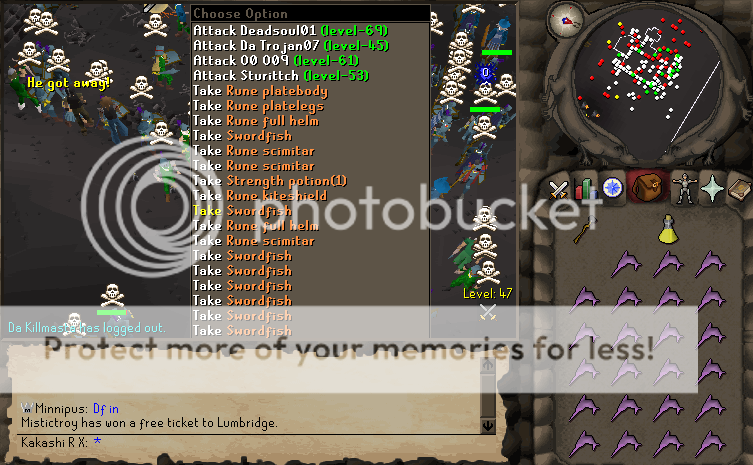 Choose Option
Attack Deadsoul01 (level-69)
Attack Da Trojan07 (level-45)
Attack O0 009 (level-61)
Attack Sturittch (level-53)
Take Rune platebody
Take Rune platelegs
Take Rune full helm
Take Swordfish
Take Rune scimitar
Take Rune scimitar
Take Strength potion(1)
Take Rune kiteshield
Take Swordfish
Take Rune full helm
Take Rune scimitar
Take Swordfish
Take Swordfish
Take Swordfish
Take Swordfish
Take Swordfish
Take Swordfish
He got away!
0
Level: 47
Da Killmasta has logged out.
photobucket
Protect more of your memories for less!
W Minnipus: Df in
Mistictroy has won a free ticket to Lumbridge.
Kakashi R X: *